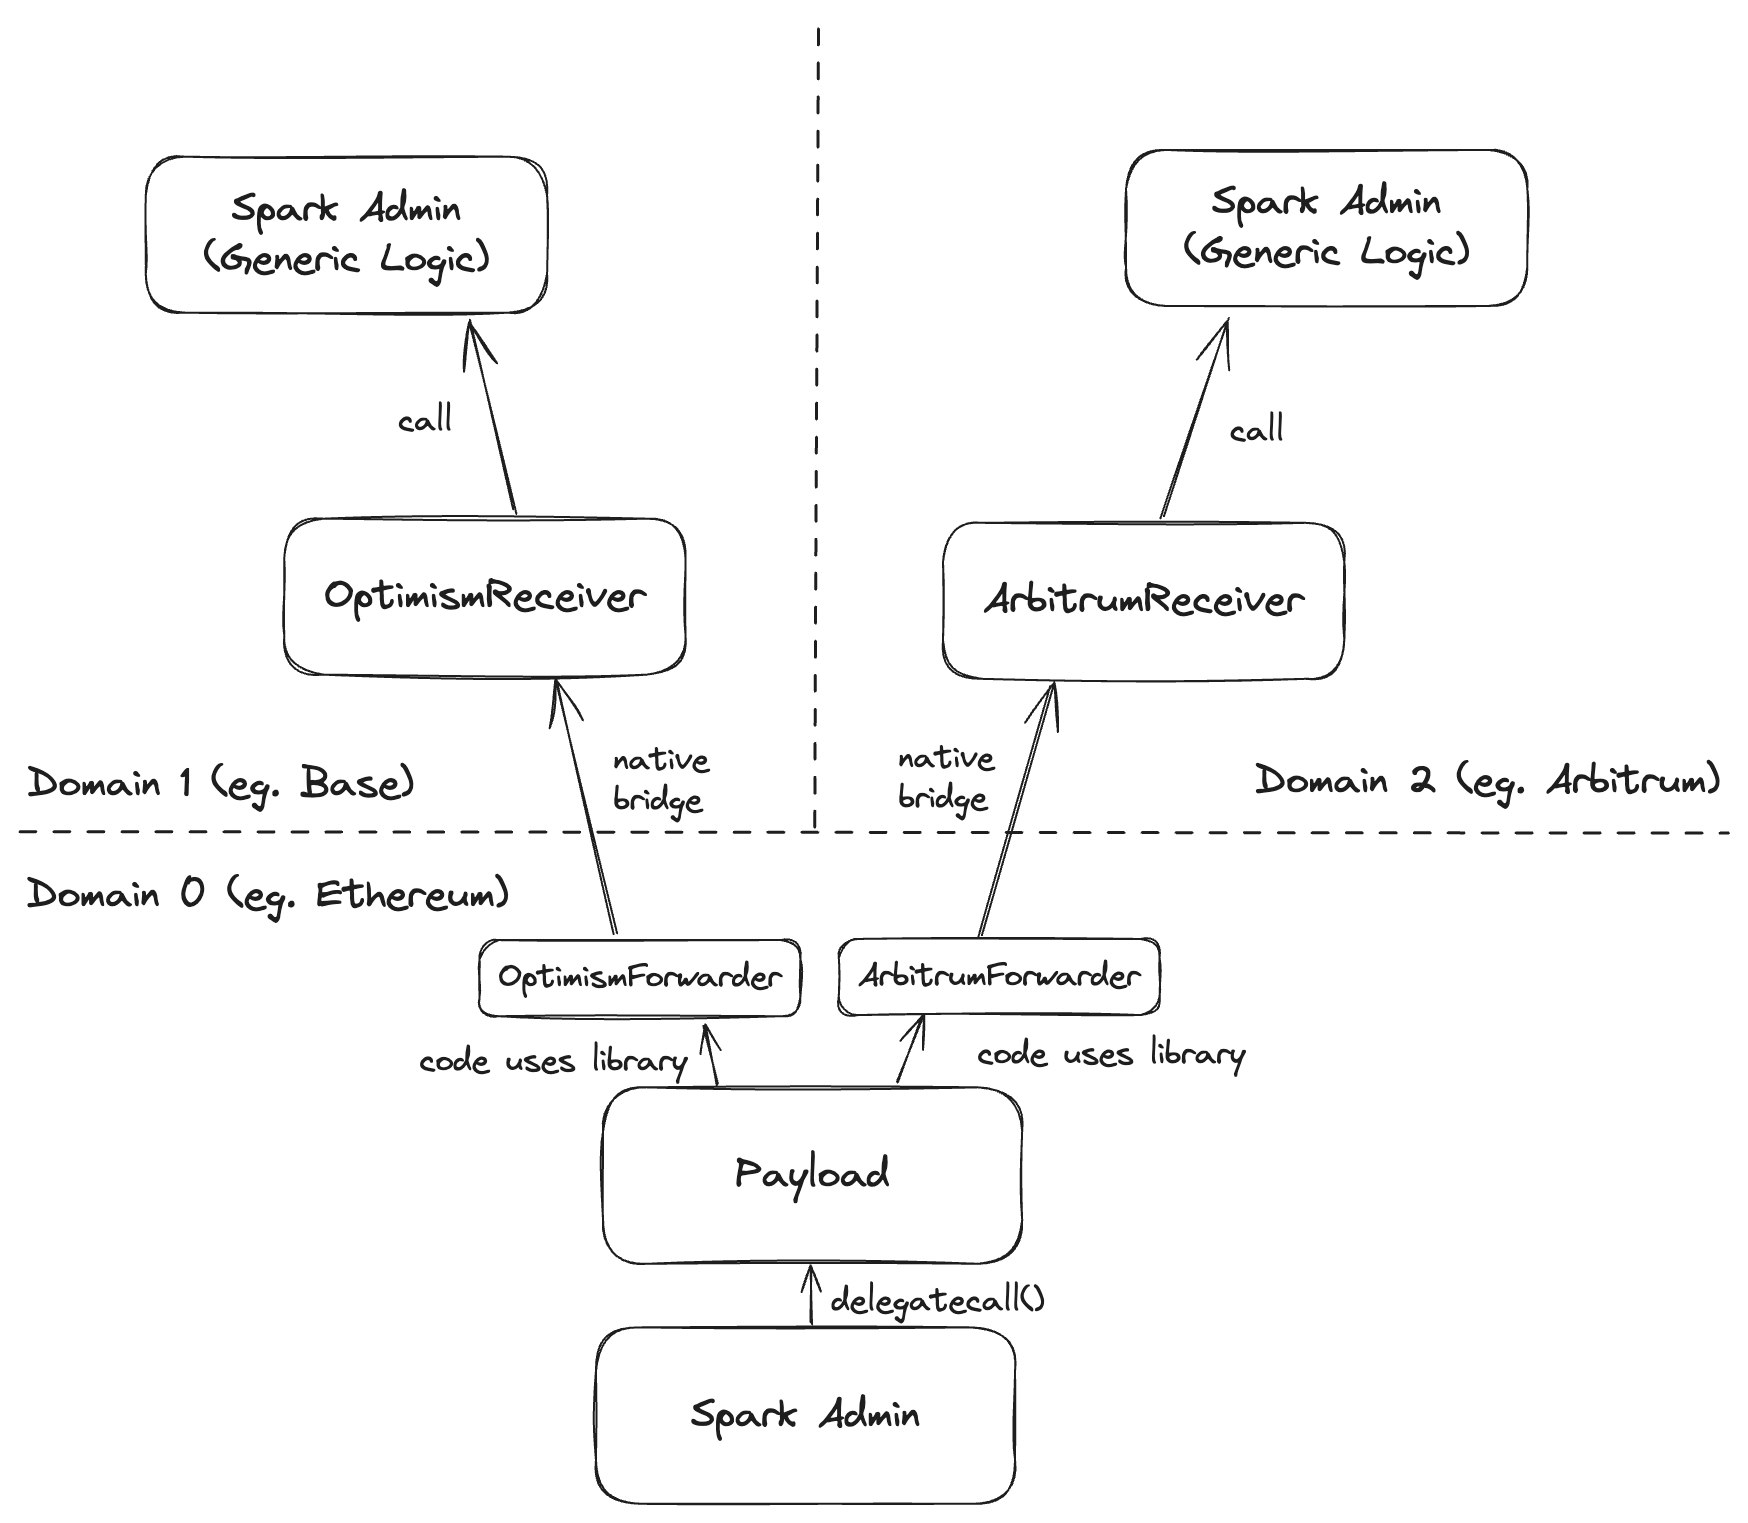 Spark Admin
(Generic Logic)
Spark Admin
(Generic Logic)
call
call
OptimismReceiver
ArbitrumReceiver
native
bridge
native
bridge
Domain 1 (eg. Base)
Domain 2 (eg. Arbitrum)
Domain 0 (eg. Ethereum)
OptimismForwarder
ArbitrumForwarder
code uses library
code uses library
Payload
delegatecall()
Spark Admin